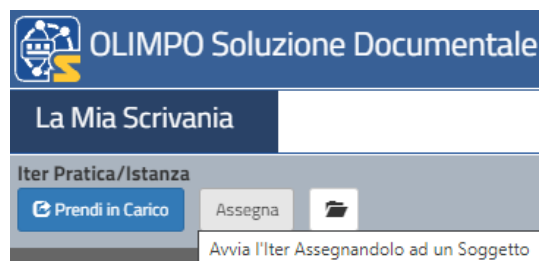 OLIMPO Soluzione Documentale
La Mia Scrivania
Iter Pratica/Istanza
Prendi in Carico Assegna
Avvia l'Iter Assegnandolo ad un Soggetto